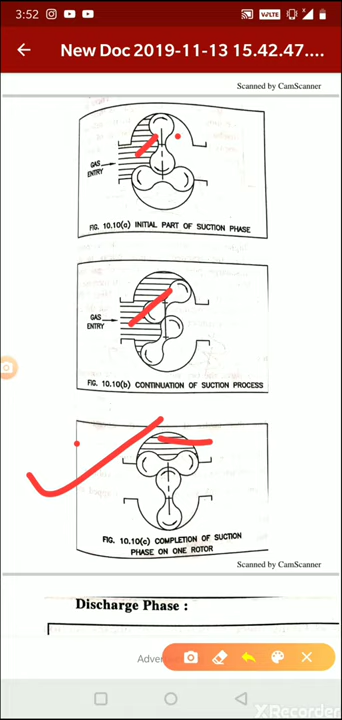 3:52
VoLTE
New Doc 2019-11-13 15.42.47....
Scanned by CamScanner
GAS
ENTRY
FIG. 10.10(a) INITIAL PART OF SUCTION PHASE
GAS
ENTRY
FIG. 10.10(b) CONTINUATION OF SUCTION PROCESS
FIG. 10.10(c) COMPLETION OF SUCTION
PHASE ON ONE ROTOR
Scanned by CamScanner
Discharge Phase :
XRecorder